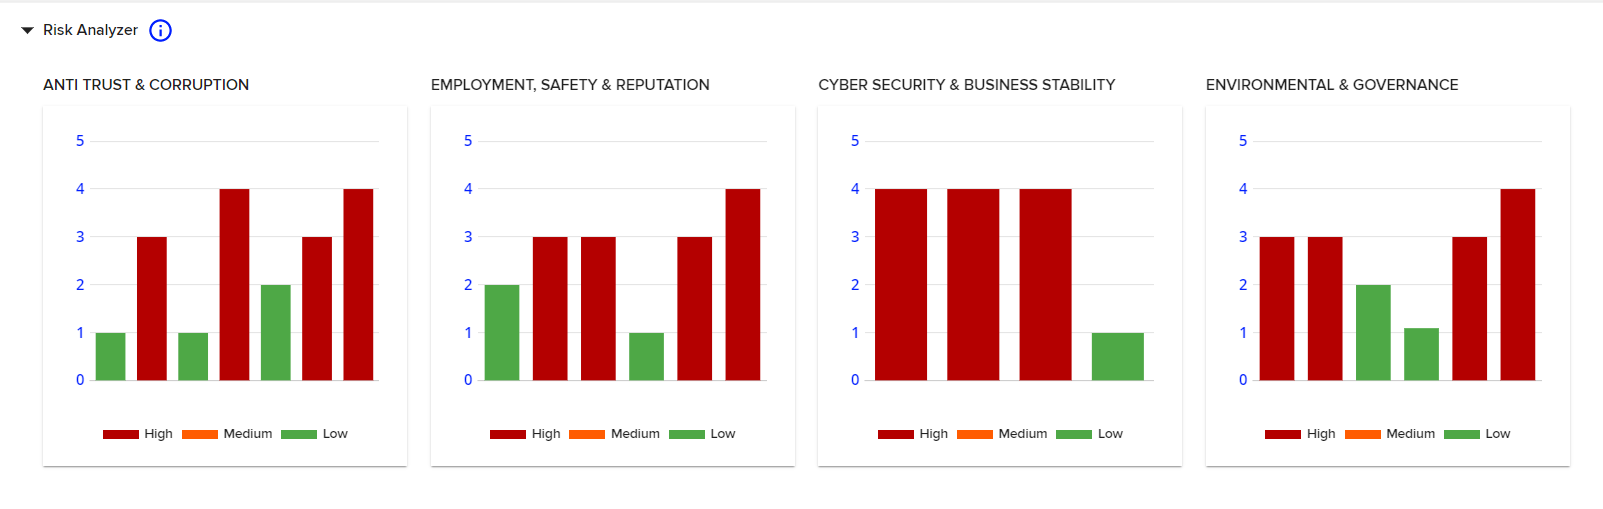 Risk Analyzer
ANTI TRUST & CORRUPTION
5
4
3
2
1
0
High Medium Low
EMPLOYMENT, SAFETY & REPUTATION
5
4
3
2
1
0
High Medium Low
CYBER SECURITY & BUSINESS STABILITY
5
4
3
2
1
0
High Medium Low
ENVIRONMENTAL & GOVERNANCE
5
4
3
2
1
0
High Medium Low